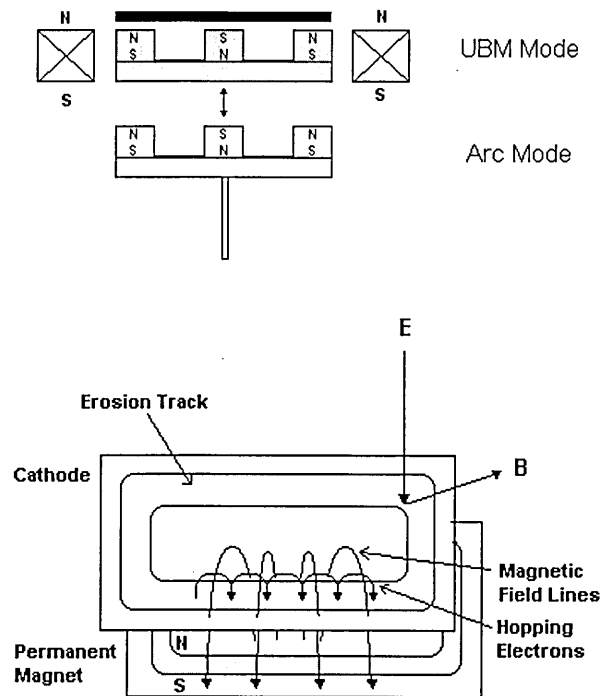 N N
N S N
S N S
UBM Mode
S S
N S N
S N S
Arc Mode
E
Erosion Track
Cathode
B
Magnetic
Field Lines
Hopping
Electrons
N
Permanent
Magnet
S